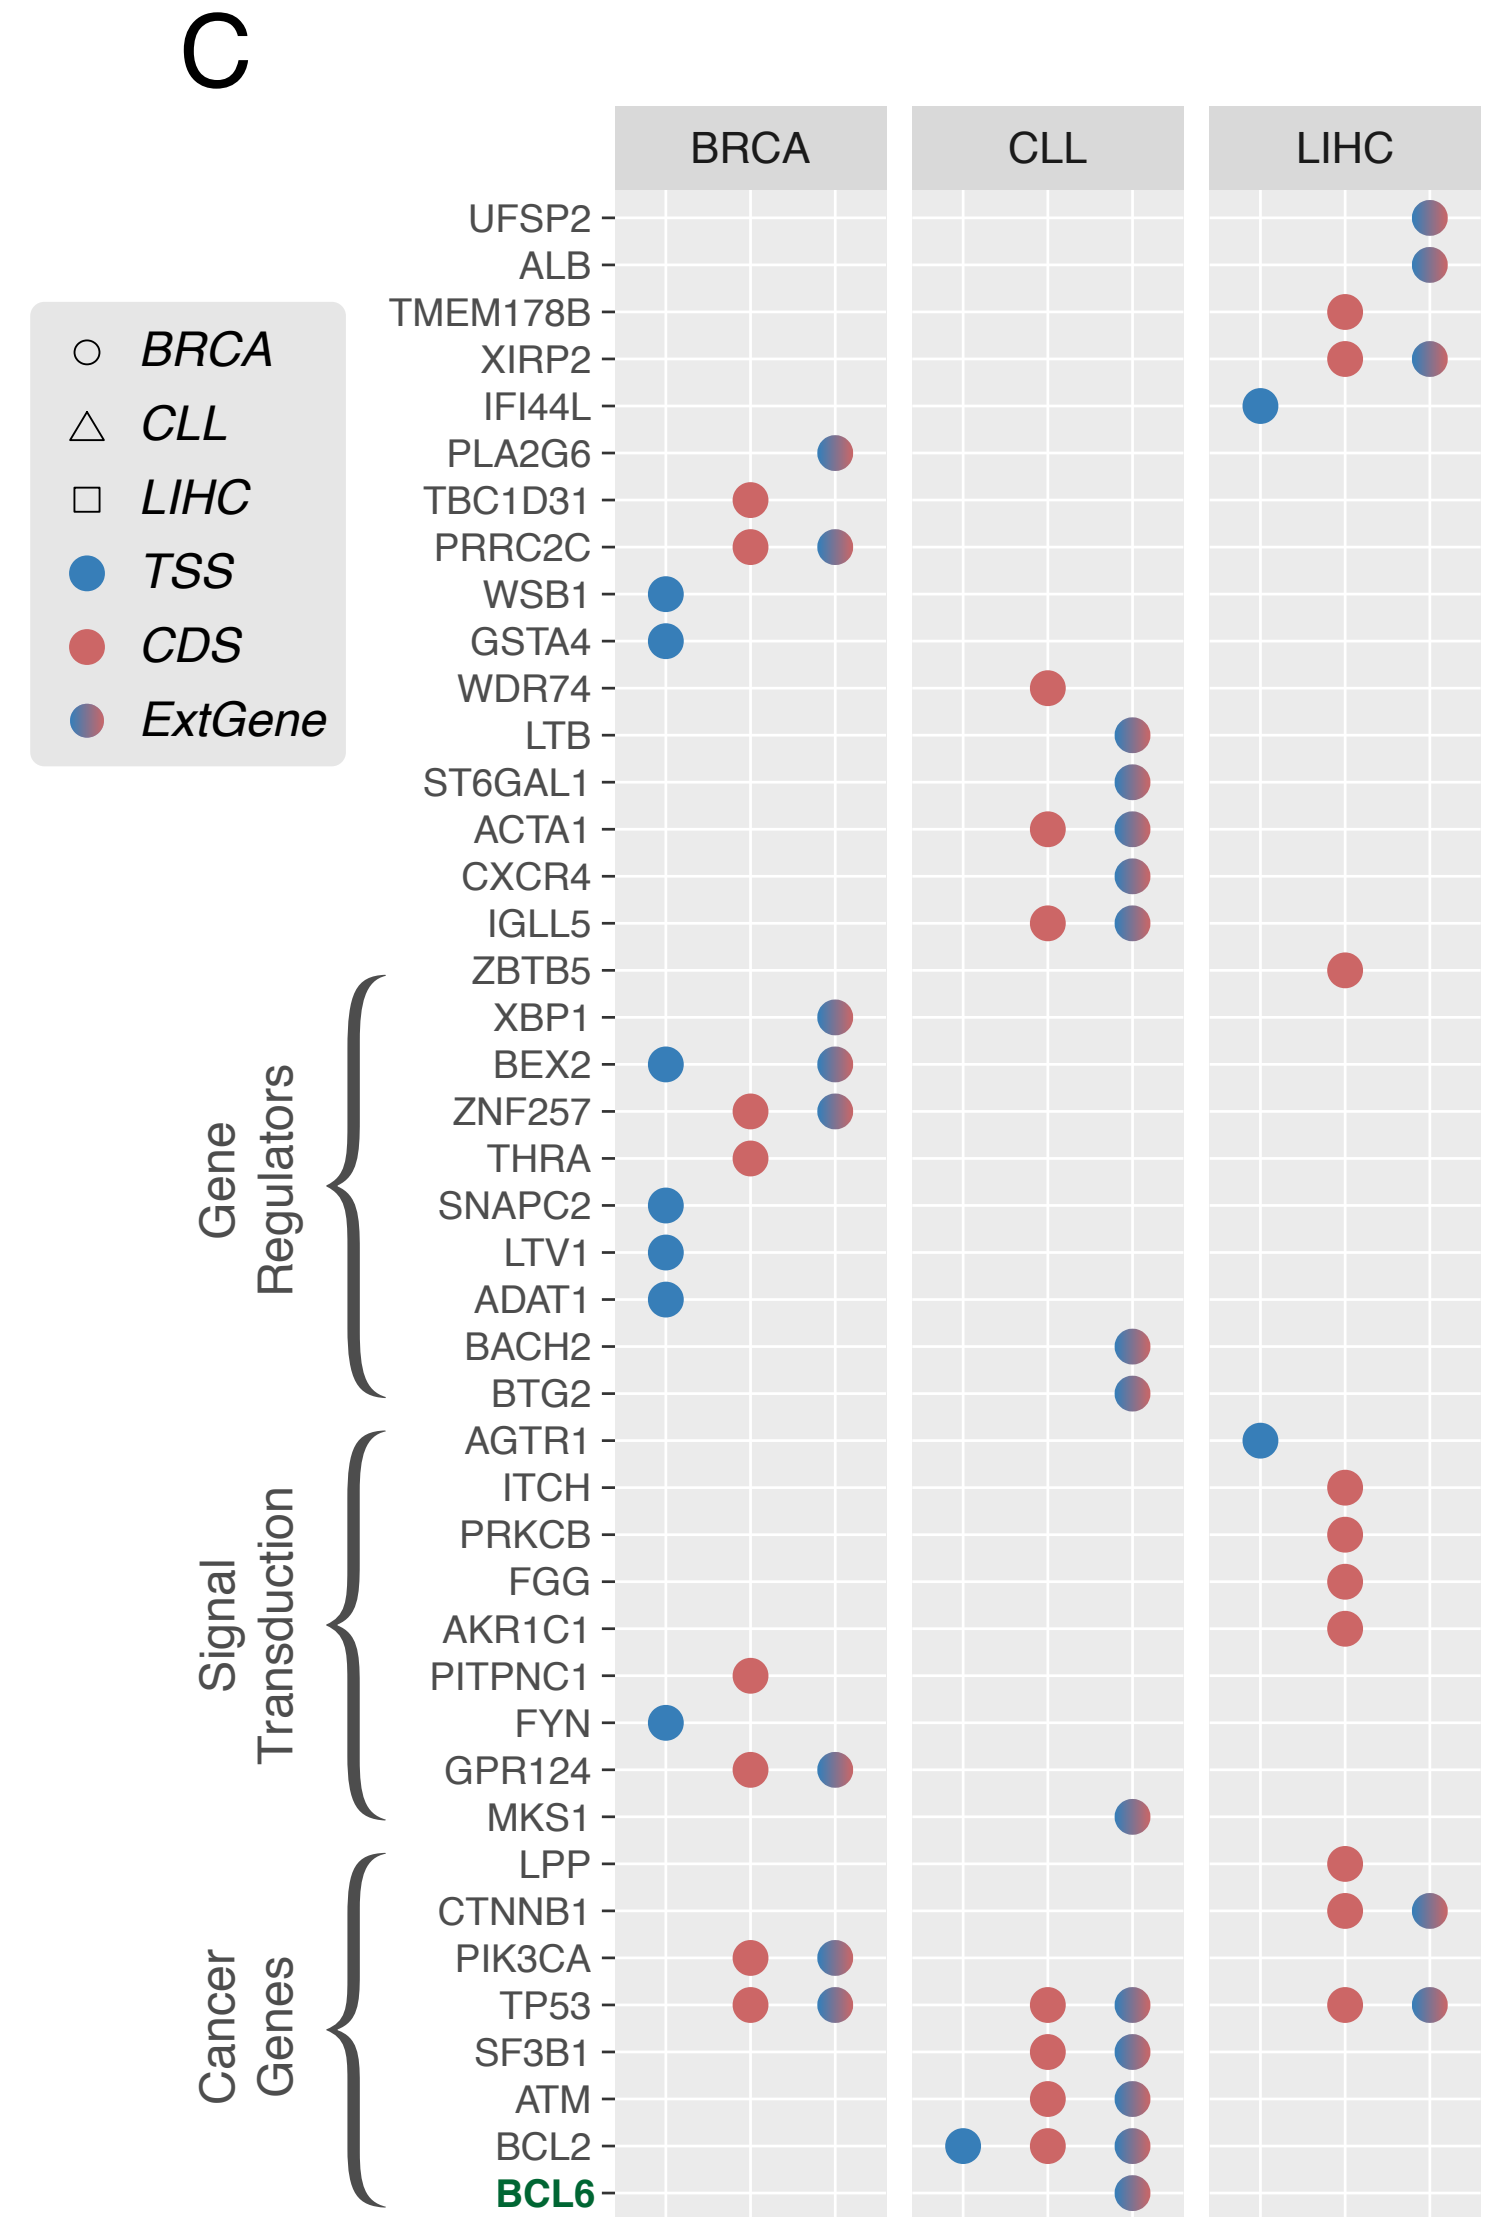 C
BRCA
CLL
LIHC
BRCA
CLL
LIHC
TSS
CDS
ExtGene
UFSP2
ALB
TMEM178B
XIRP2
IFI44L
PLA2G6
TBC1D31
PRRC2C
WSB1
GSTA4
WDR74
LTB
ST6GAL1
ACTA1
CXCR4
IGLL5
ZBTB5
XBP1
BEX2
ZNF257
THRA
SNAPC2
LTV1
ADAT1
BACH2
BTG2
AGTR1
ITCH
PRKCB
FGG
AKR1C1
PITPNC1
FYN
GPR124
MKS1
LPP
CTNNB1
PIK3CA
TP53
SF3B1
ATM
BCL2
BCL6
Gene
Regulators
Signal
Transduction
Cancer
Genes